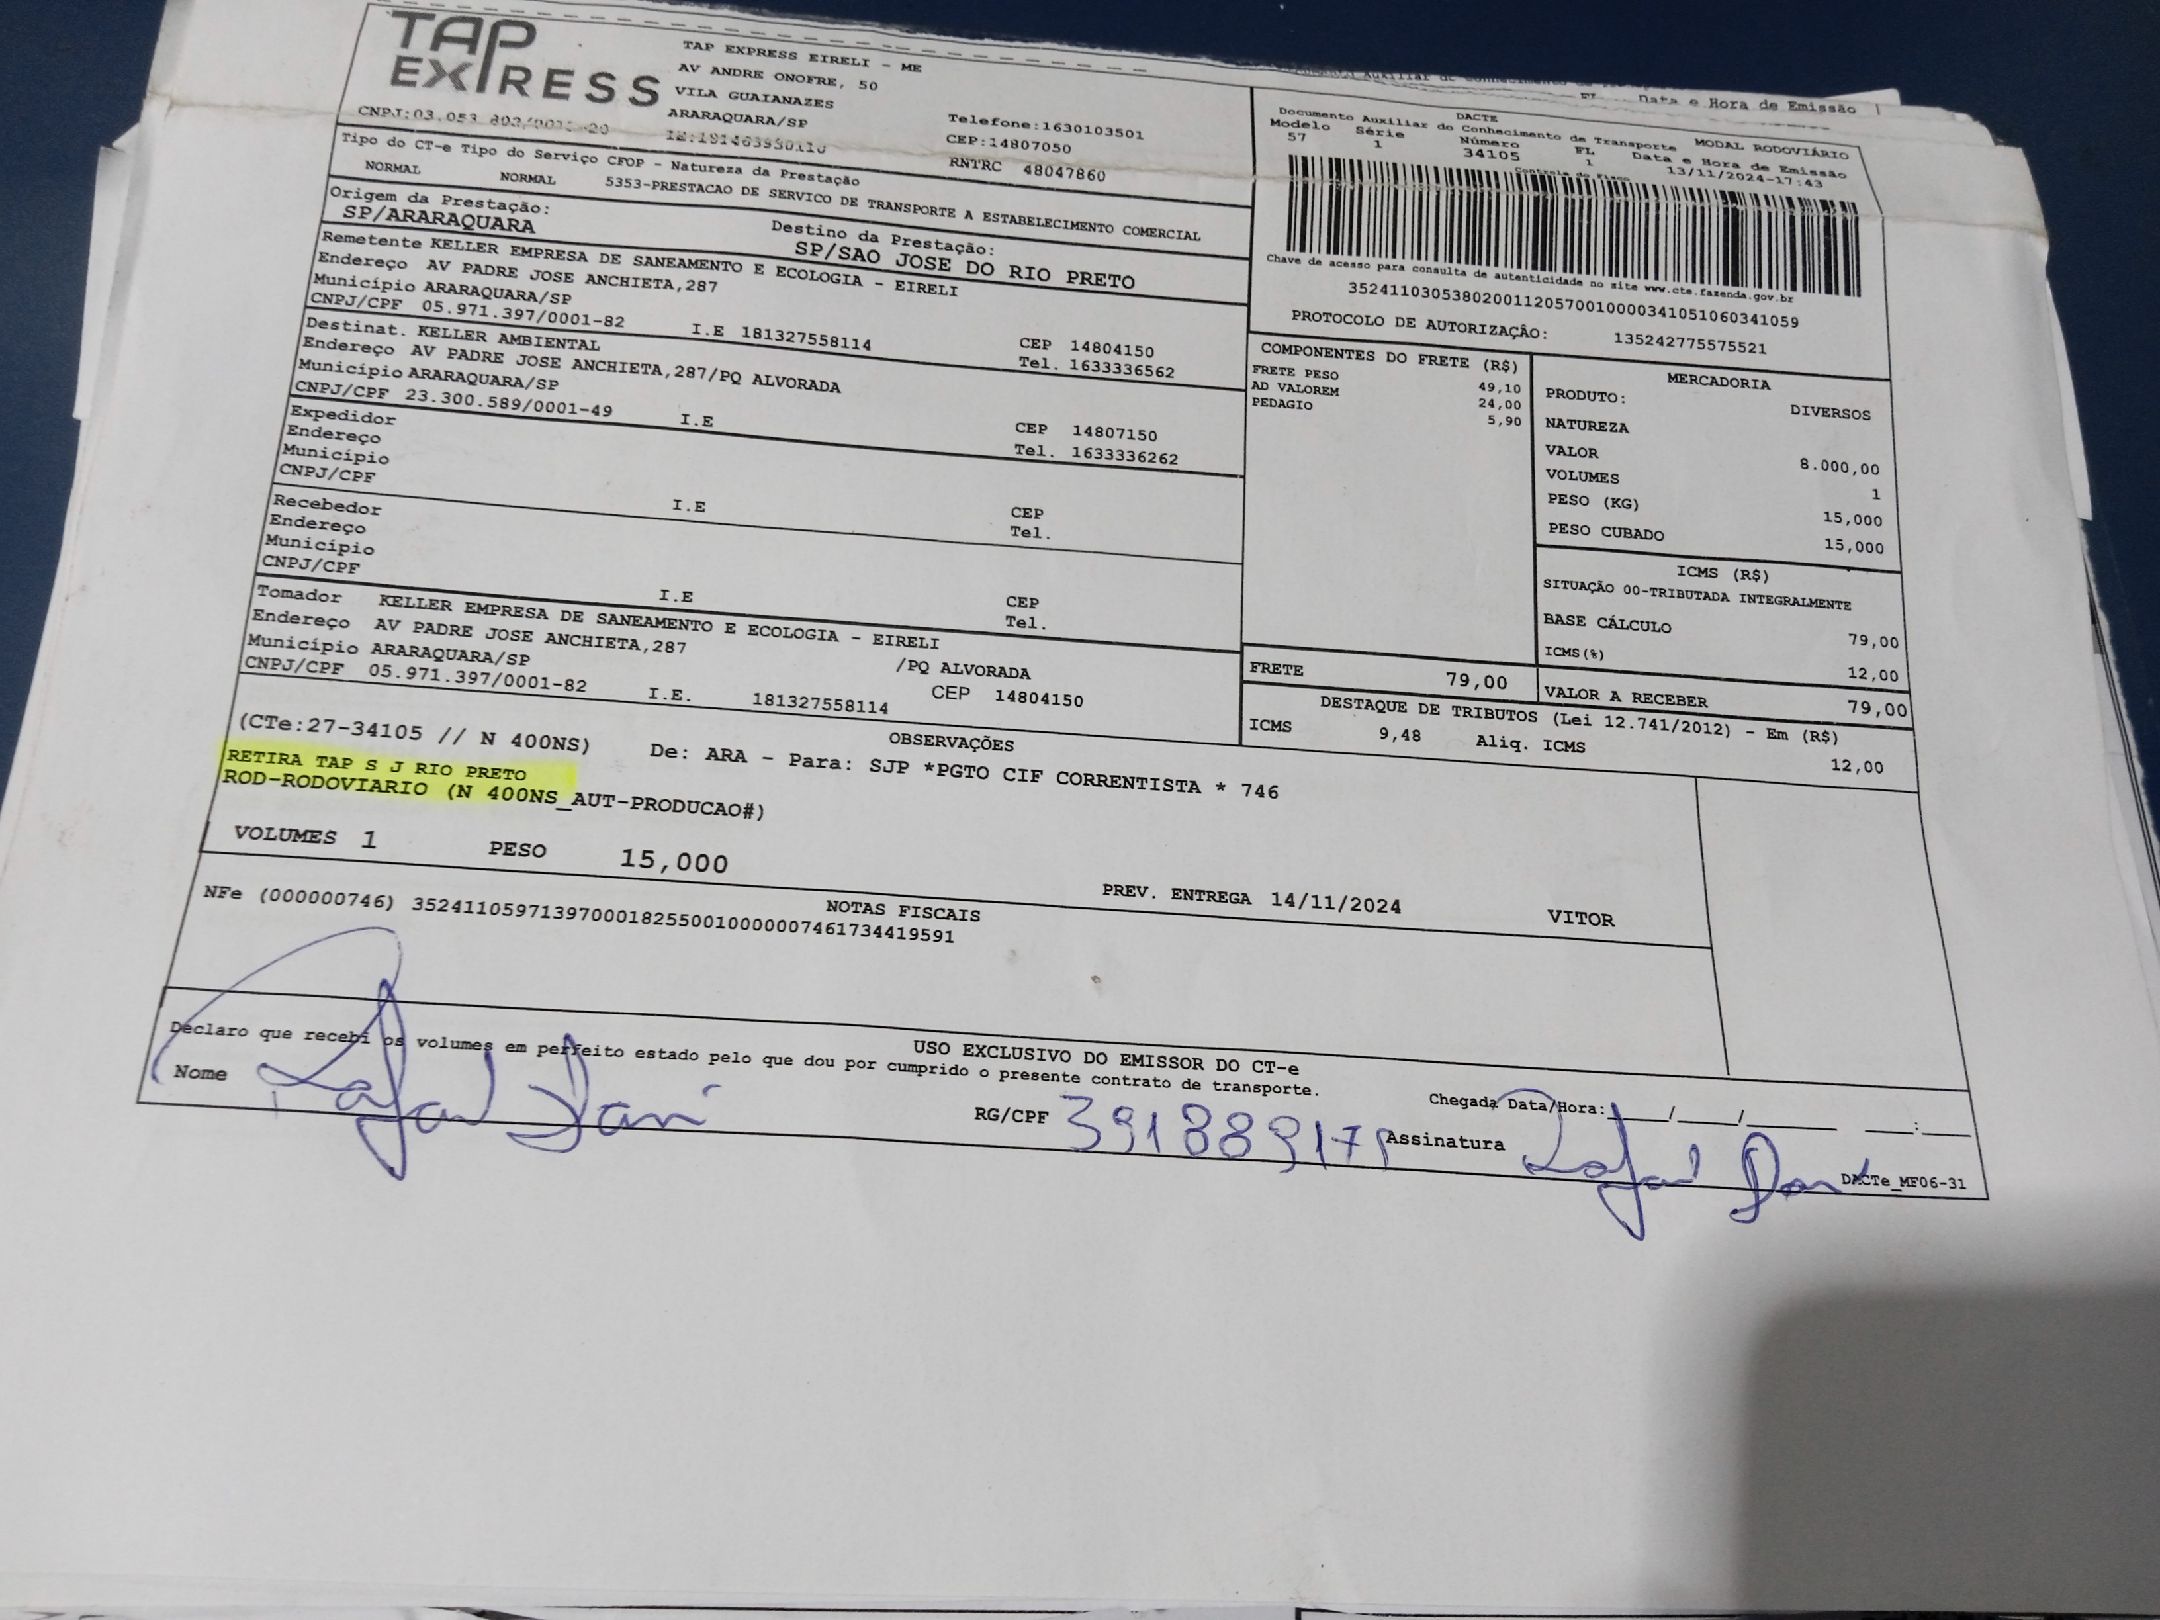 TAP
EXPRESS
TAP EXPRESS EIRELI - ME
AV ANDRE ONOFRE, 50
VILA GUAIANAZES
ARARAQUARA/SP
Telefone:1630103501
CEP:14807050
RNTRC 48047860
Tipo do CT-e Tipo do Serviço CFOP - Natureza da Prestação
NORMAL NORMAL 5353-PRESTACAO DE SERVICO DE TRANSPORTE A ESTABELECIMENTO COMERCIAL
Origem da Prestação: Destino da Prestação:
SP/ARARAQUARA SP/SAO JOSE DO RIO PRETO
Remetente KELLER EMPRESA DE SANEAMENTO E ECOLOGIA - EIRELI
Endereço AV PADRE JOSE ANCHIETA,287
Município ARARAQUARA/SP CEP 14804150
CNPJ/CPF 05.971.397/0001-82 I.E 181327558114 Tel. 1633336562
Destinat. KELLER AMBIENTAL
Endereço AV PADRE JOSE ANCHIETA,287/PQ ALVORADA
Município ARARAQUARA/SP CEP 14807150
CNPJ/CPF 23.300.589/0001-49 I.E Tel. 1633336262
Expedidor
Endereço
Município CEP
CNPJ/CPF I.E Tel.
Recebedor
Endereço
Município CEP
CNPJ/CPF I.E Tel.
Tomador KELLER EMPRESA DE SANEAMENTO E ECOLOGIA - EIRELI
Endereço AV PADRE JOSE ANCHIETA,287 /PQ ALVORADA
Município ARARAQUARA/SP CEP 14804150
CNPJ/CPF 05.971.397/0001-82 I.E. 181327558114
Data e Hora de Emissão
DACTE
Documento Auxiliar do Conhecimento de Transporte MODAL RODOVIÁRIO
Modelo Série Número FL Data e Hora de Emissão
57 1 34105 1 13/11/2024-17:43
Controle do Fisco
Chave de acesso para consulta de autenticidade no site www.cte.fazenda.gov.br
35241103053802001120570010000341051060341059
PROTOCOLO DE AUTORIZAÇÃO: 135242775575521
COMPONENTES DO FRETE (R$)
FRETE PESO 49,10
AD VALOREM 24,00
PEDAGIO 5,90
MERCADORIA
PRODUTO: DIVERSOS
NATUREZA
VALOR 8.000,00
VOLUMES 1
PESO (KG) 15,000
PESO CUBADO 15,000
ICMS (R$)
SITUAÇÃO 00-TRIBUTADA INTEGRALMENTE
BASE CÁLCULO 79,00
ICMS(%) 12,00
FRETE 79,00 VALOR A RECEBER 79,00
DESTAQUE DE TRIBUTOS (Lei 12.741/2012) - Em (R$)
ICMS 9,48 Aliq. ICMS 12,00
OBSERVAÇÕES
(CTe:27-34105 // N 400NS) De: ARA - Para: SJP *PGTO CIF CORRENTISTA * 746
RETIRA TAP S J RIO PRETO
ROD-RODOVIARIO (N 400NS_AUT-PRODUCAO#)
VOLUMES 1 PESO 15,000 PREV. ENTREGA 14/11/2024 VITOR
NOTAS FISCAIS
NFe (000000746) 35241105971397000182550010000007461734419591
USO EXCLUSIVO DO EMISSOR DO CT-e
Declaro que recebi os volumes em perfeito estado pelo que dou por cumprido o presente contrato de transporte.
Nome Rafael RG/CPF Assinatura Rafael
Chegada Data/Hora:____/____/______ ___:___
DACTe_MF06-31